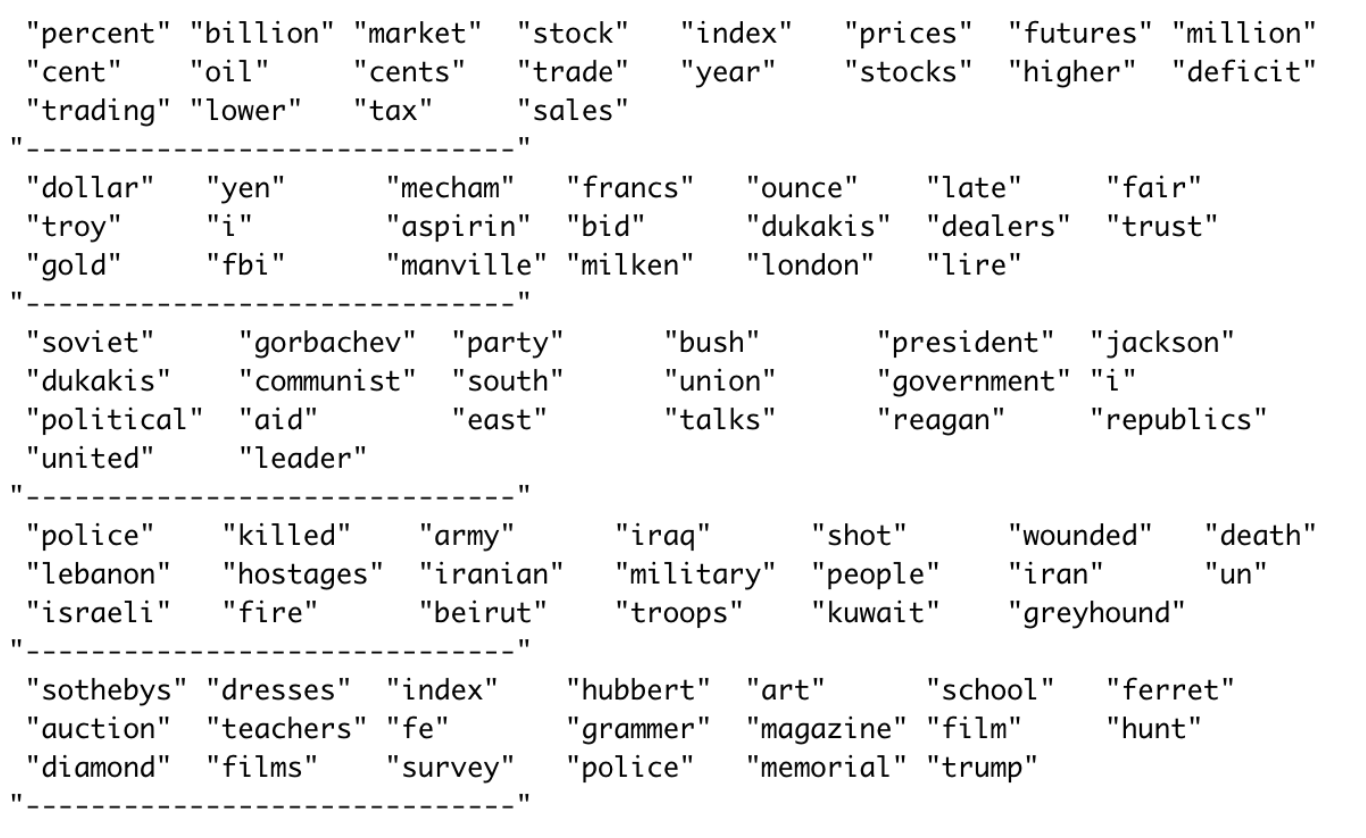 "percent" "billion" "market" "stock" "index" "prices" "futures" "million"
"cent" "oil" "cents" "trade" "year" "stocks" "higher" "deficit"
"trading" "lower" "tax" "sales"
"------------------------------"
"dollar" "yen" "mecham" "francs" "ounce" "late" "fair"
"troy" "i" "aspirin" "bid" "dukakis" "dealers" "trust"
"gold" "fbi" "manville" "milken" "london" "lire"
"------------------------------"
"soviet" "gorbachev" "party" "bush" "president" "jackson"
"dukakis" "communist" "south" "union" "government" "i"
"political" "aid" "east" "talks" "reagan" "republics"
"united" "leader"
"------------------------------"
"police" "killed" "army" "iraq" "shot" "wounded" "death"
"lebanon" "hostages" "iranian" "military" "people" "iran" "un"
"israeli" "fire" "beirut" "troops" "kuwait" "greyhound"
"------------------------------"
"sothebys" "dresses" "index" "hubbert" "art" "school" "ferret"
"auction" "teachers" "fe" "grammer" "magazine" "film" "hunt"
"diamond" "films" "survey" "police" "memorial" "trump"
"------------------------------"